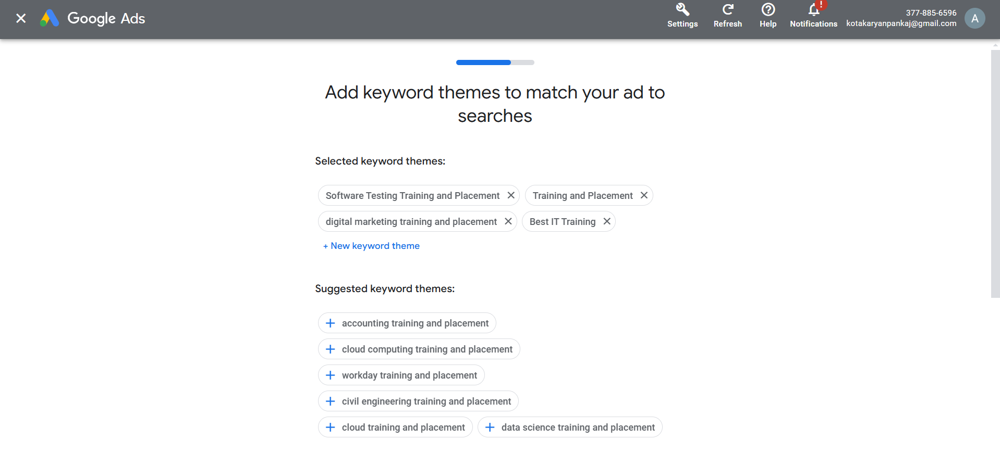 Google Ads
Settings
Refresh
Help
!
Notifications
377-885-6596
kotakaryanpankaj@gmail.com
A
Add keyword themes to match your ad to
searches
Selected keyword themes:
Software Testing Training and Placement
Training and Placement
digital marketing training and placement
Best IT Training
+ New keyword theme
Suggested keyword themes:
accounting training and placement
cloud computing training and placement
workday training and placement
civil engineering training and placement
cloud training and placement
data science training and placement